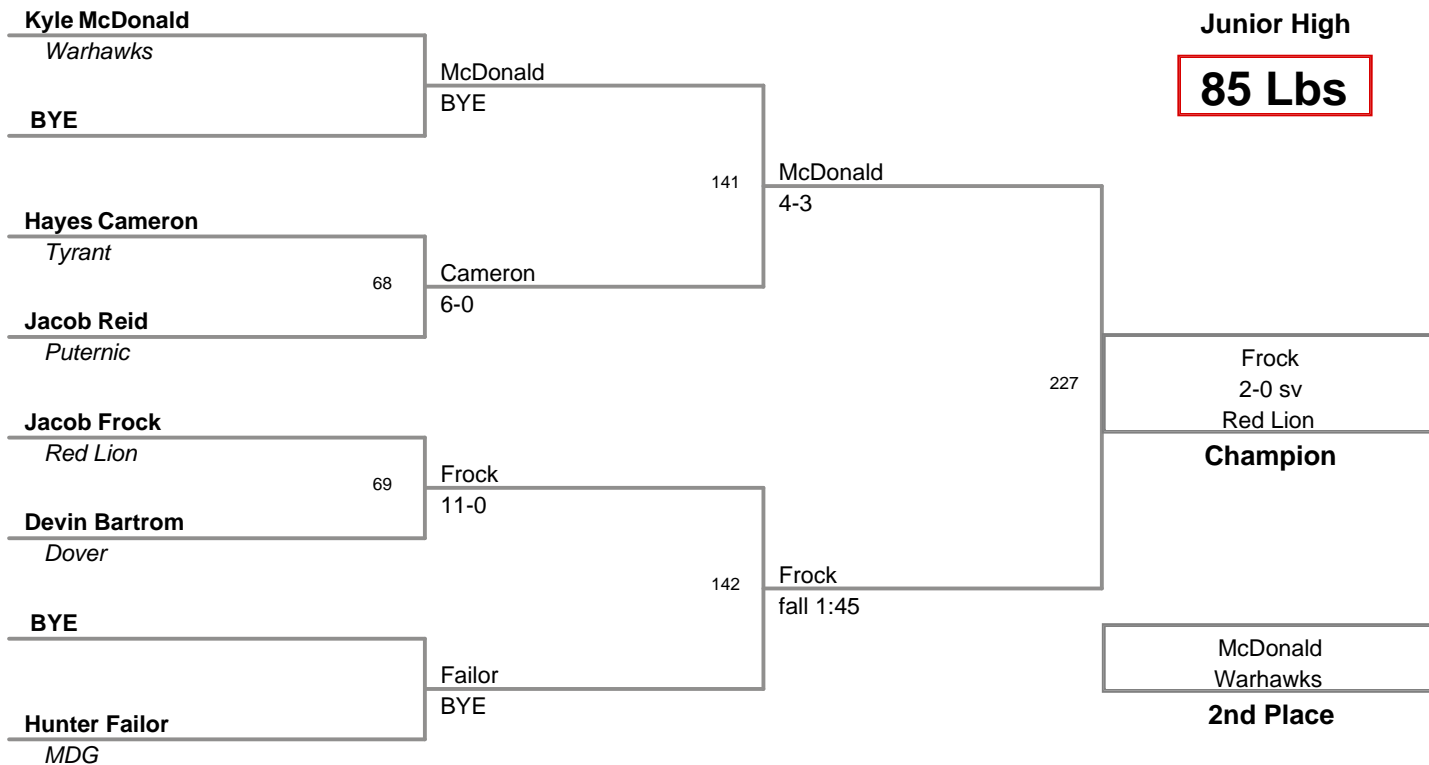 Kyle McDonald
Warhawks
BYE
Hayes Cameron
Tyrant
Jacob Reid
Puternic
Jacob Frock
Red Lion
Devin Bartrom
Dover
BYE
Hunter Failor
MDG
McDonald
BYE
68
Cameron
6-0
69
Frock
11-0
Failor
BYE
141
McDonald
4-3
142
Frock
fall 1:45
Junior High
85 Lbs
227
Frock
2-0 sv
Red Lion
Champion
McDonald
Warhawks
2nd Place